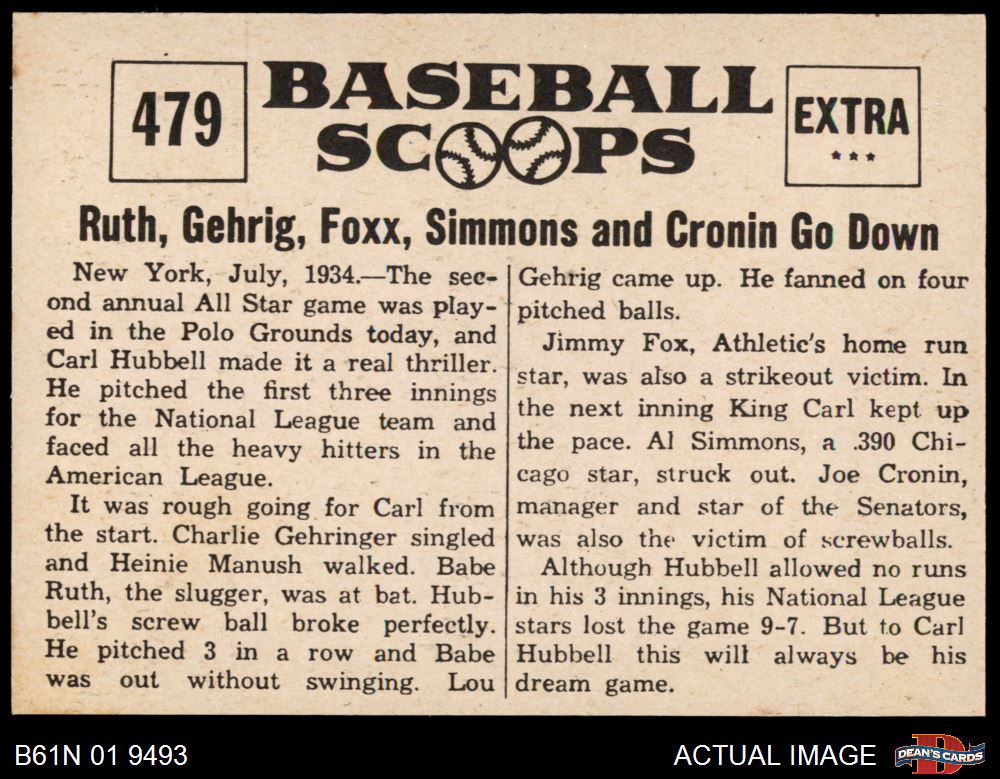 479
BASEBALL
SCOOPS
EXTRA
***
Ruth, Gehrig, Foxx, Simmons and Cronin Go Down
New York, July, 1934.—The sec-
ond annual All Star game was play-
ed in the Polo Grounds today, and
Carl Hubbell made it a real thriller.
He pitched the first three innings
for the National League team and
faced all the heavy hitters in the
American League.
It was rough going for Carl from
the start. Charlie Gehringer singled
and Heinie Manush walked. Babe
Ruth, the slugger, was at bat. Hub-
bell's screw ball broke perfectly.
He pitched 3 in a row and Babe
was out without swinging. Lou
Gehrig came up. He fanned on four
pitched balls.
Jimmy Fox, Athletic's home run
star, was also a strikeout victim. In
the next inning King Carl kept up
the pace. Al Simmons, a .390 Chi-
cago star, struck out. Joe Cronin,
manager and star of the Senators,
was also the victim of screwballs.
Although Hubbell allowed no runs
in his 3 innings, his National League
stars lost the game 9-7. But to Carl
Hubbell this will always be his
dream game.
B61N 01 9493
ACTUAL IMAGE
D
DEAN'S CARDS